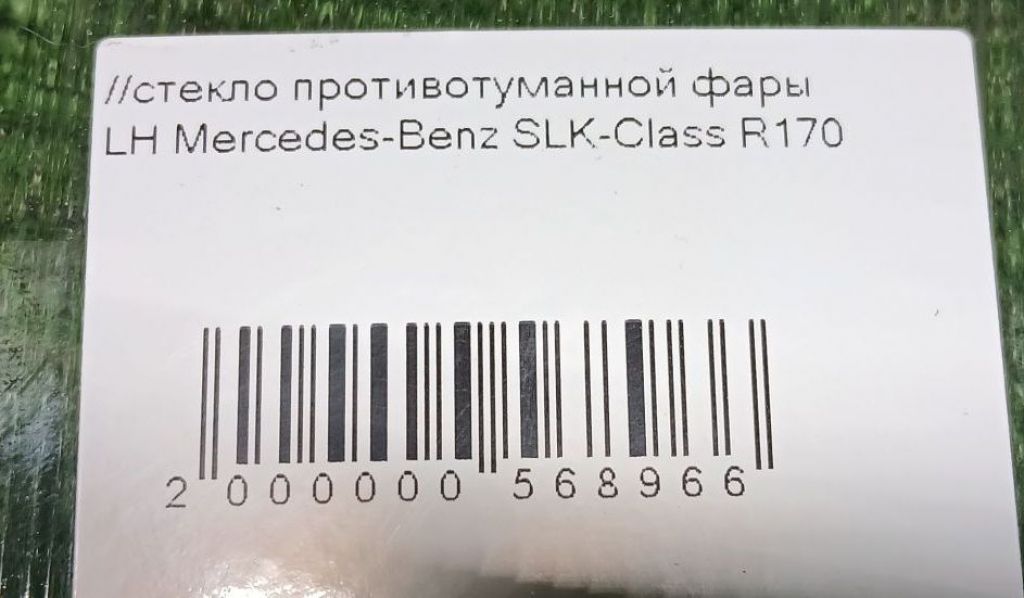 //стекло противотуманной фары
LH Mercedes-Benz SLK-Class R170
2 000000 568966